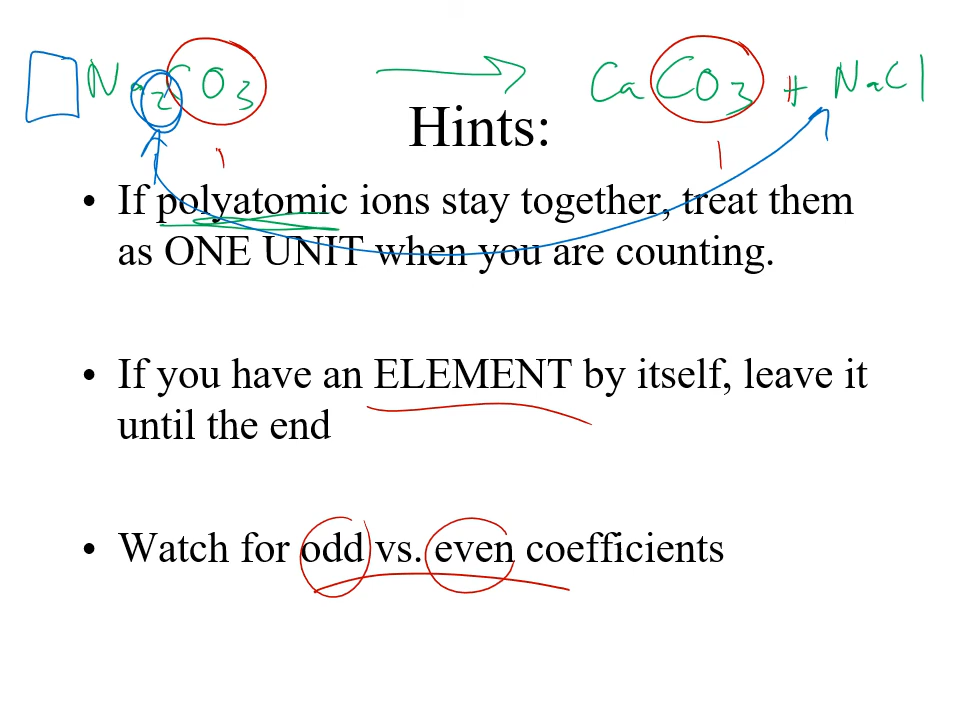 Na2CO3 → CaCO3 + NaCl
Hints:
• If polyatomic ions stay together, treat them
as ONE UNIT when you are counting.
• If you have an ELEMENT by itself, leave it
until the end
• Watch for odd vs. even coefficients